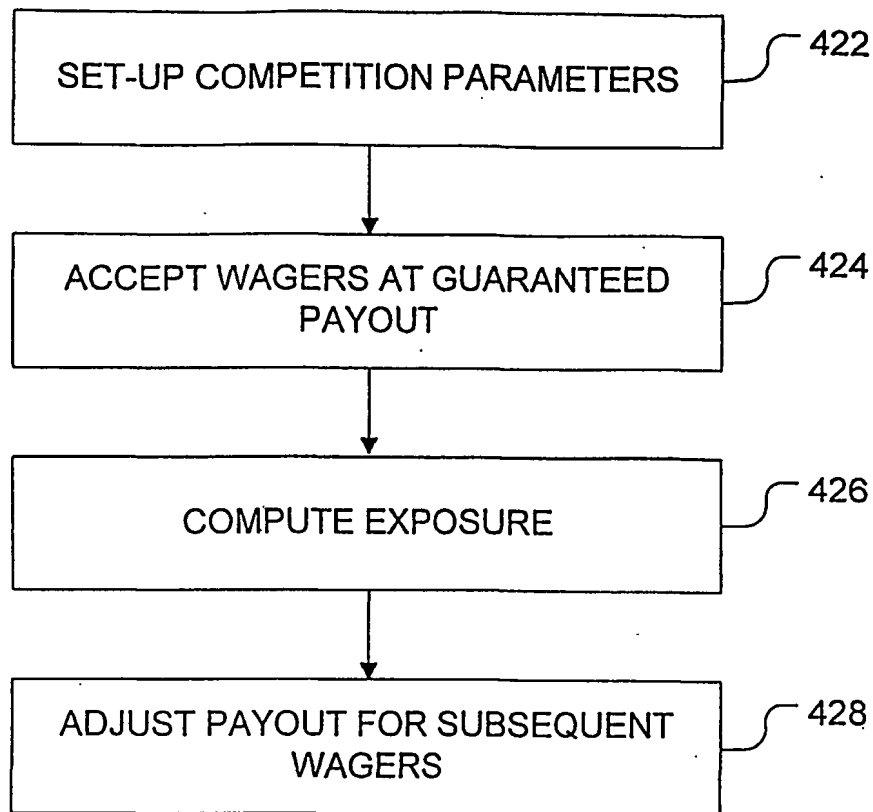 SET-UP COMPETITION PARAMETERS
422
ACCEPT WAGERS AT GUARANTEED
PAYOUT
424
COMPUTE EXPOSURE
426
ADJUST PAYOUT FOR SUBSEQUENT
WAGERS
428